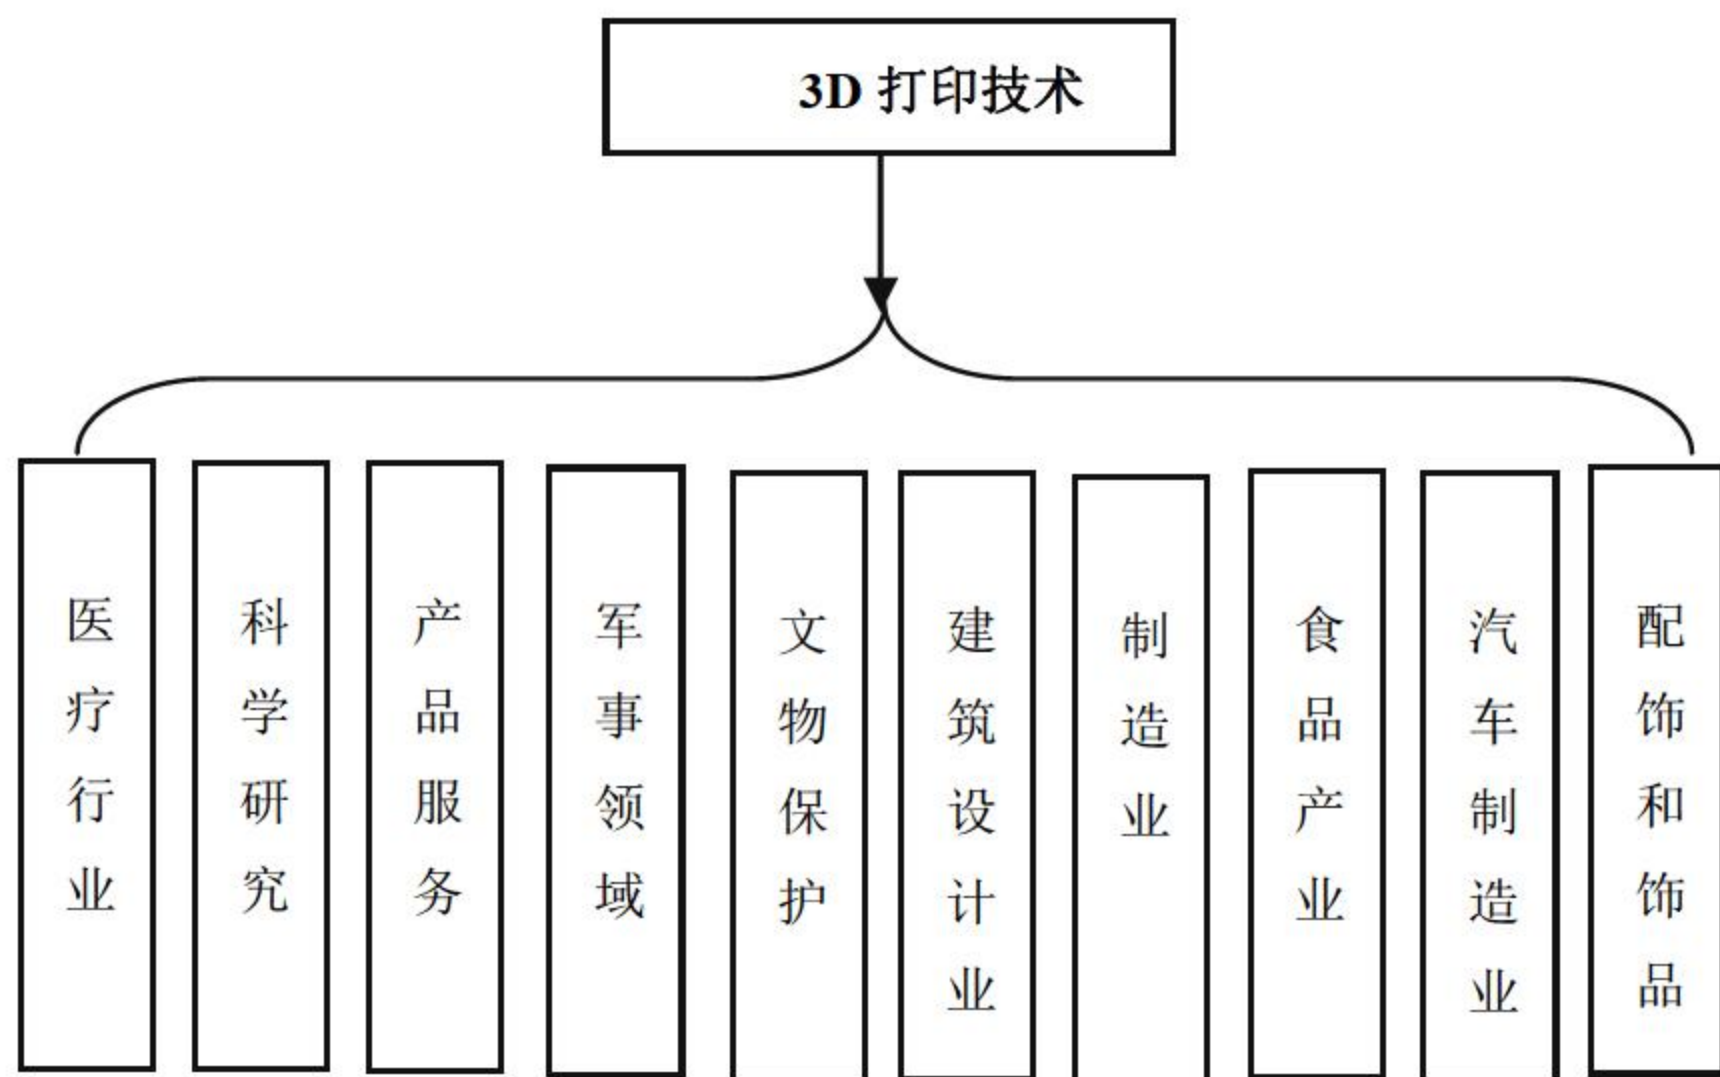 3D 打印技术
医疗行业
科学研究
产品服务
军事领域
文物保护
建筑设计业
制造业
食品产业
汽车制造业
配饰和饰品